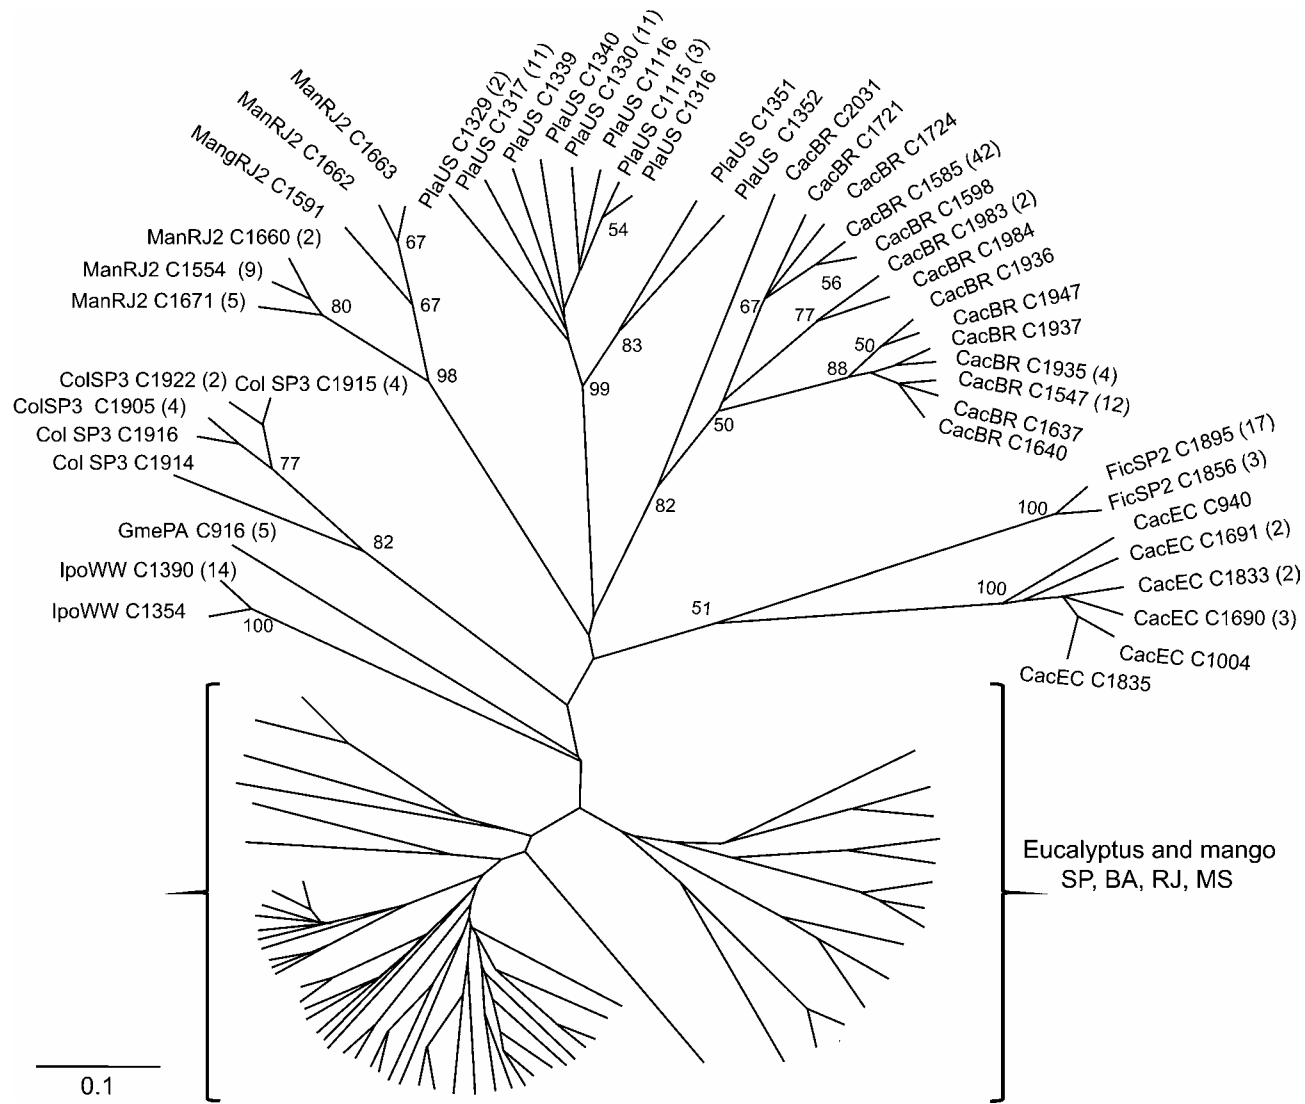 ManRJ2 C1663
ManRJ2 C1662
MangRJ2 C1591
ManRJ2 C1660 (2)
ManRJ2 C1554 (9)
ManRJ2 C1671 (5)
67
67
80
98
PlaUS C1329 (2)
PlaUS C1317 (11)
PlaUS C1339
PlaUS C1340
PlaUS C1330 (11)
PlaUS C1116
PlaUS C1115 (3)
PlaUS C1316
54
PlaUS C1351
PlaUS C1352
83
99
CacBR C2031
CacBR C1721
CacBR C1724
CacBR C1585 (42)
CacBR C1598
CacBR C1983 (2)
CacBR C1984
CacBR C1936
CacBR C1947
CacBR C1937
CacBR C1935 (4)
CacBR C1547 (12)
CacBR C1637
CacBR C1640
67
56
77
50
88
50
82
ColSP3 C1922 (2)
Col SP3 C1915 (4)
ColSP3 C1905 (4)
Col SP3 C1916
Col SP3 C1914
77
82
GmePA C916 (5)
IpoWW C1390 (14)
IpoWW C1354
100
FicSP2 C1895 (17)
FicSP2 C1856 (3)
100
CacEC C940
CacEC C1691 (2)
CacEC C1833 (2)
CacEC C1690 (3)
CacEC C1004
CacEC C1835
100
51
Eucalyptus and mango
SP, BA, RJ, MS
0.1